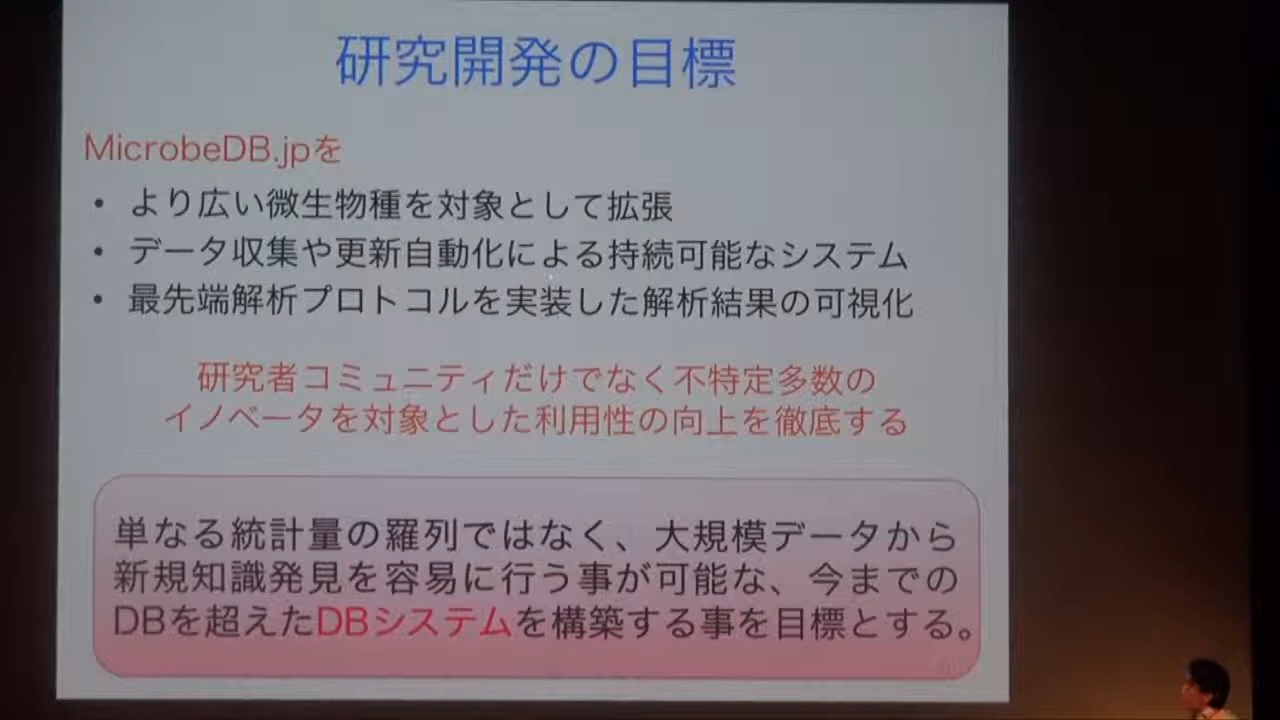 研究開発の目標
MicrobeDB.jpを
• より広い微生物種を対象として拡張
• データ収集や更新自動化による持続可能なシステム
• 最先端解析プロトコルを実装した解析結果の可視化
研究者コミュニティだけでなく不特定多数の
イノベータを対象とした利用性の向上を徹底する
単なる統計量の羅列ではなく、大規模データから
新規知識発見を容易に行う事が可能な、今までの
DBを超えたDBシステムを構築する事を目標とする。